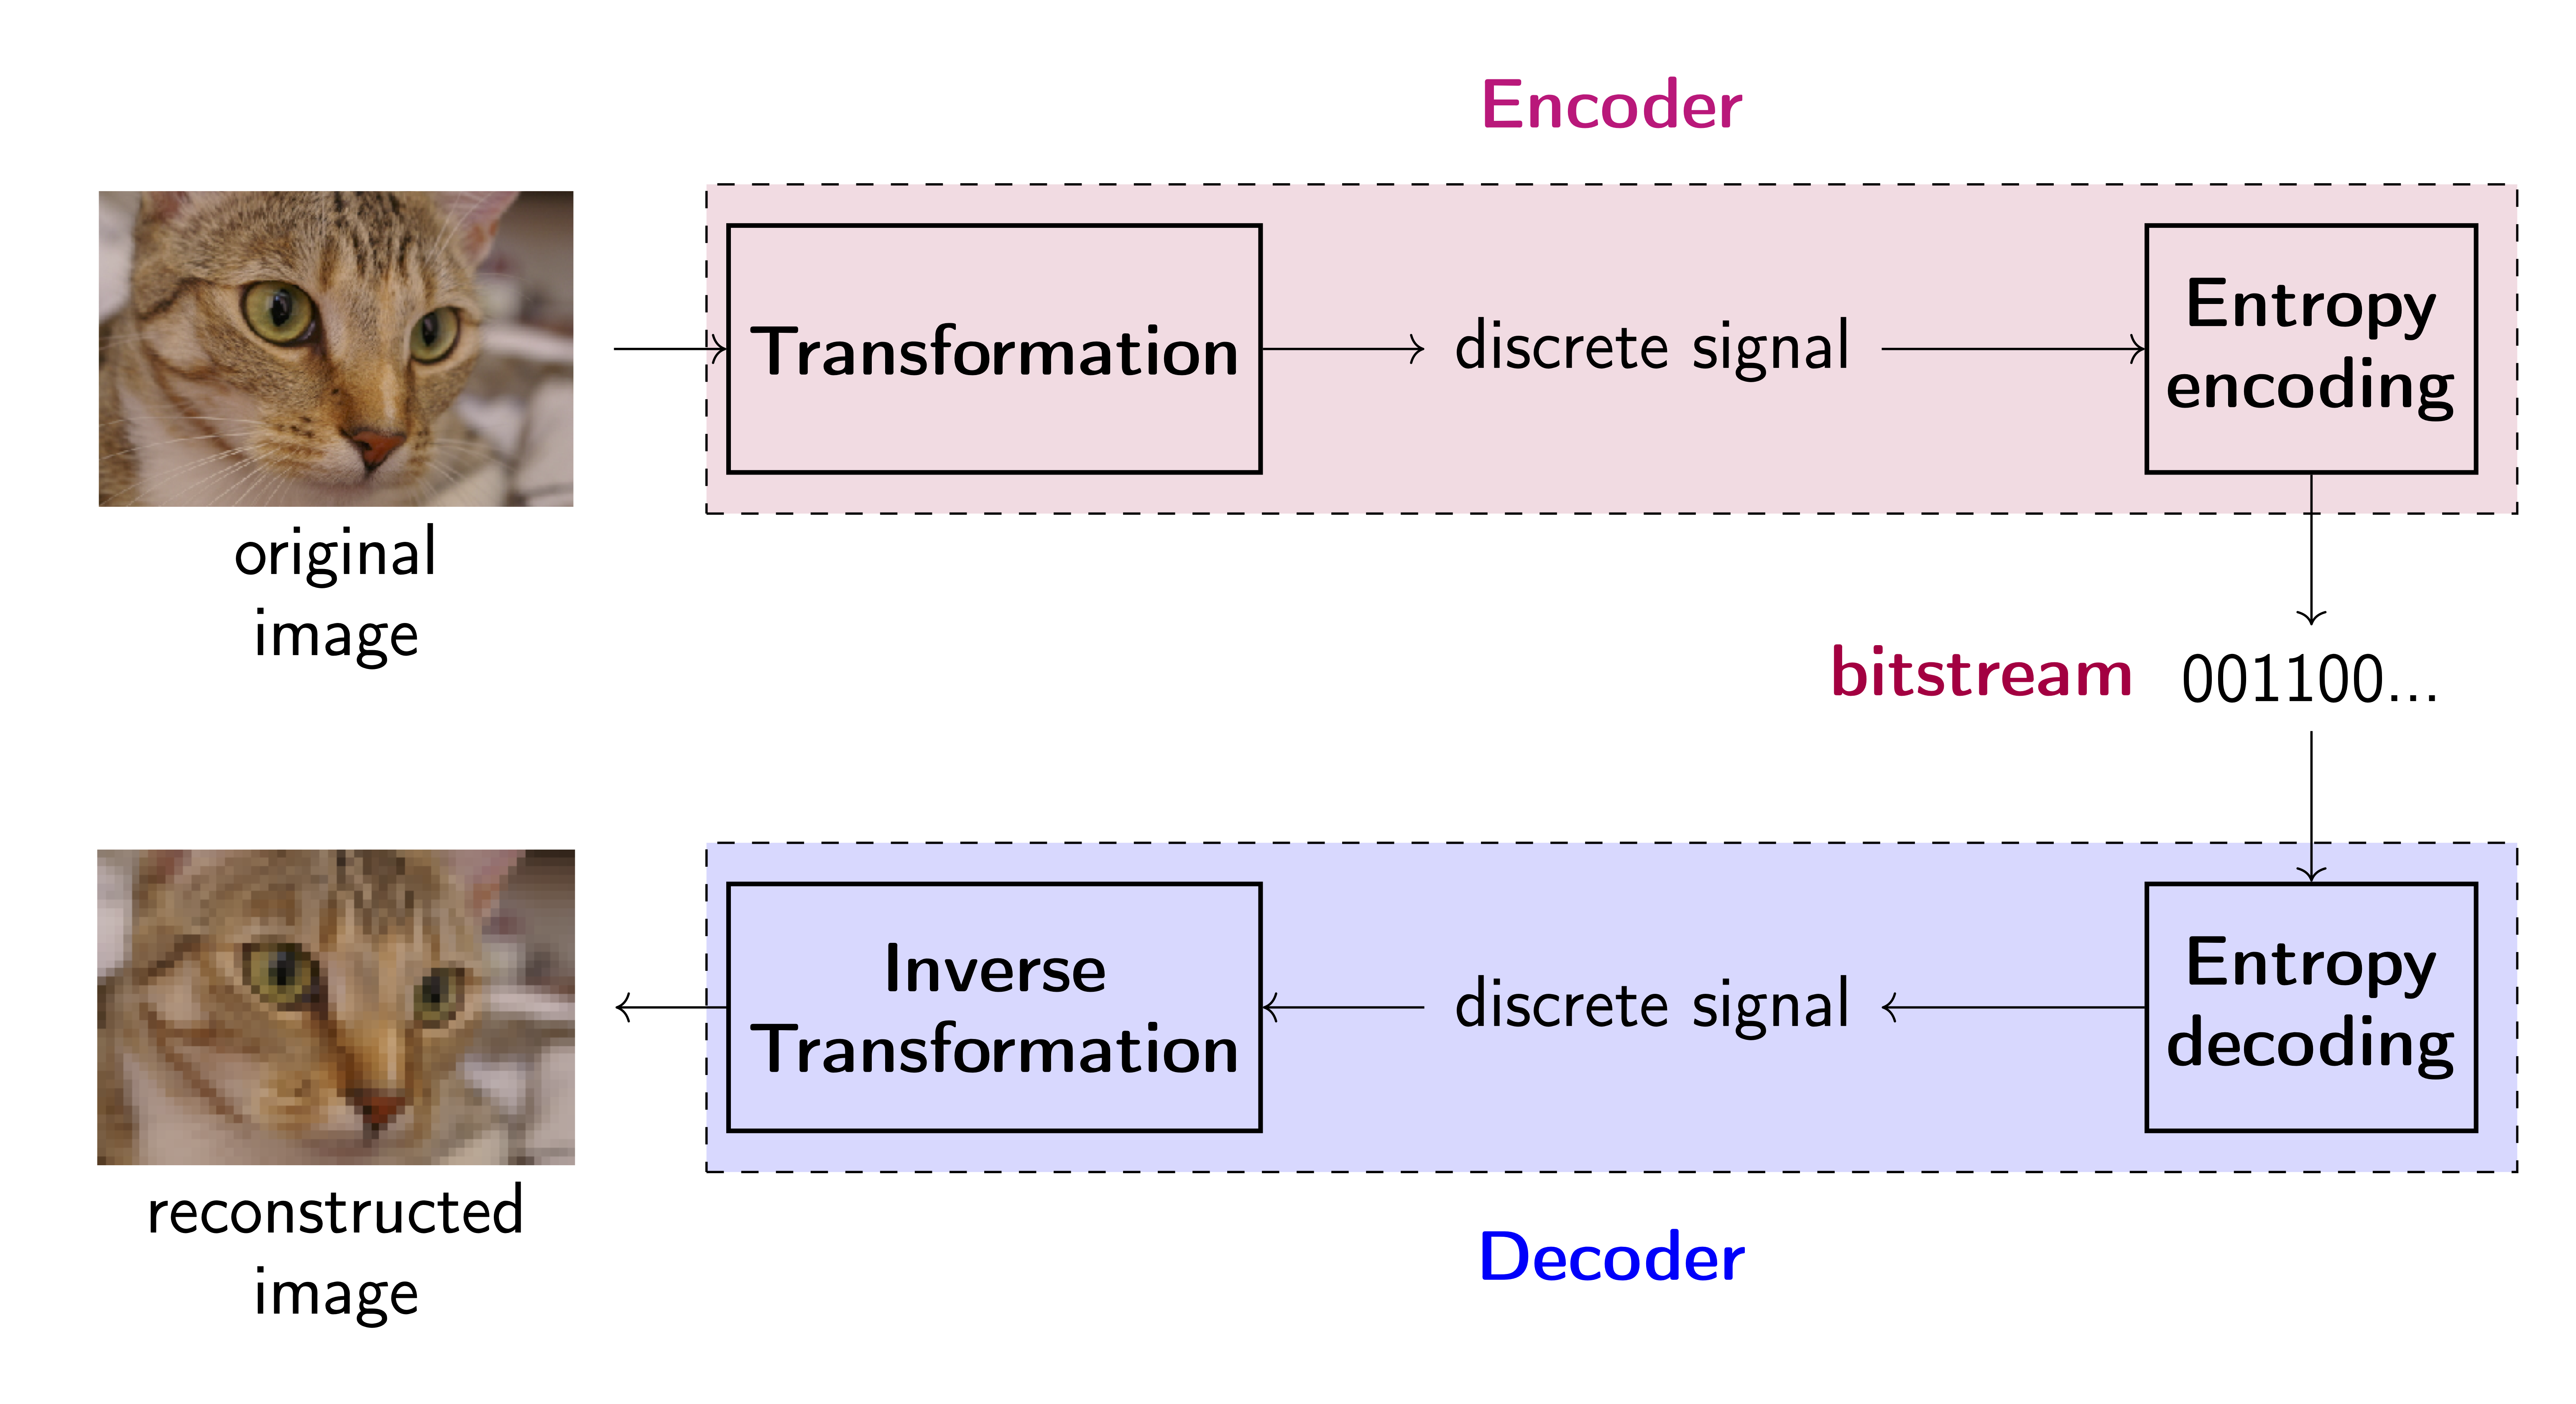 Encoder
Transformation
discrete signal
Entropy
encoding
original
image
bitstream
001100...
Inverse
Transformation
discrete signal
Entropy
decoding
reconstructed
image
Decoder